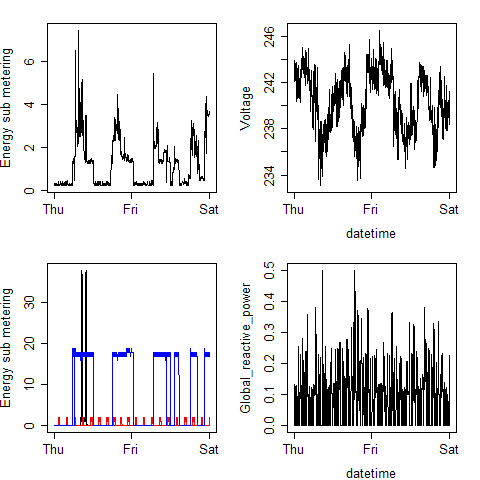 Energy sub metering
0 2 4 6
Thu Fri Sat
Voltage
234 238 242 246
Thu Fri Sat
datetime
Energy sub metering
0 10 20 30
Thu Fri Sat
Global_reactive_power
0.0 0.1 0.2 0.3 0.4 0.5
Thu Fri Sat
datetime